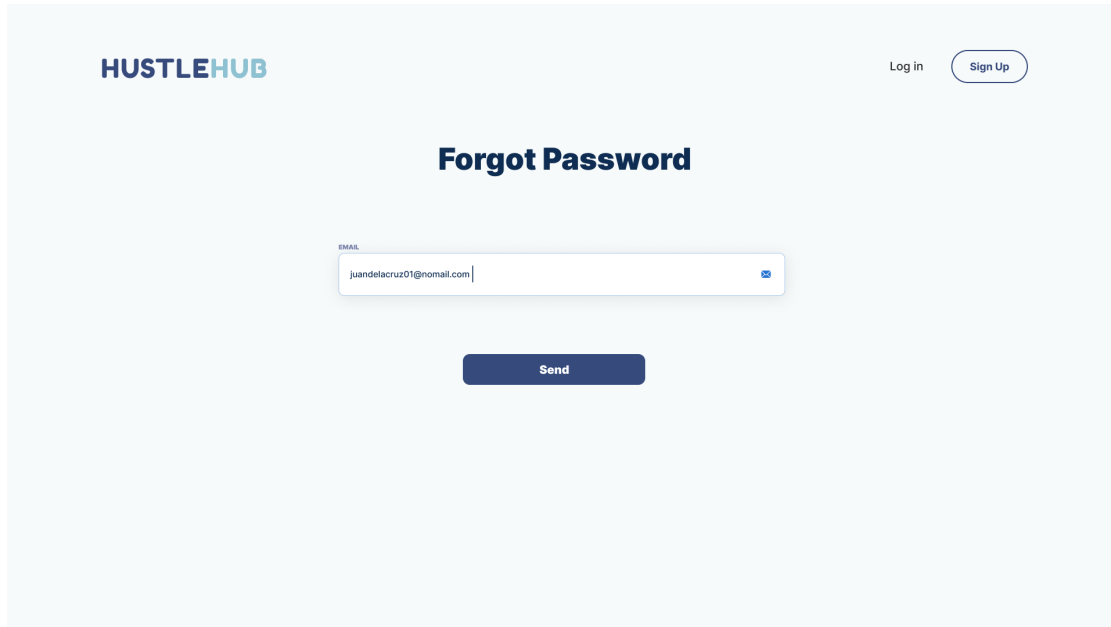 HUSTLEHUB
Log in
Sign Up
Forgot Password
EMAIL
juandelacruz01@nomail.com
Send